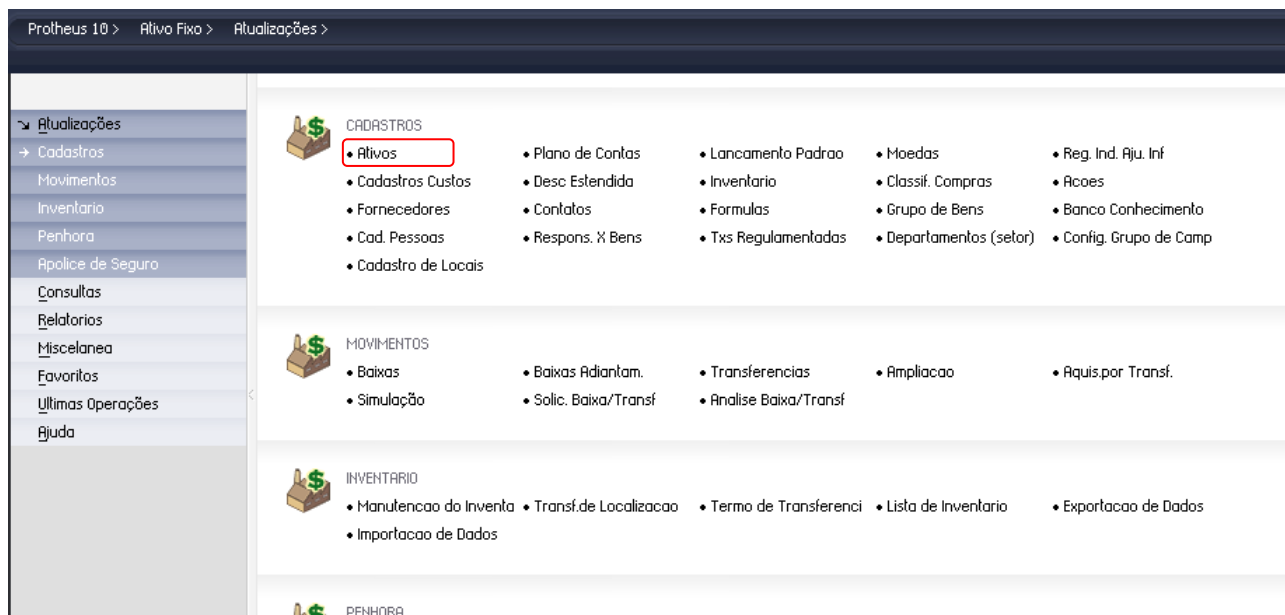 Protheus 10 > Ativo Fixo > Atualizações >
Atualizações
Cadastros
Movimentos
Inventario
Penhora
Apolice de Seguro
Consultas
Relatorios
Miscelanea
Favoritos
Ultimas Operações
Ajuda
CADASTROS
• Ativos • Plano de Contas • Lancamento Padrao • Moedas • Reg. Ind. Aju. Inf
• Cadastros Custos • Desc Estendida • Inventario • Classif. Compras • Acoes
• Fornecedores • Contatos • Formulas • Grupo de Bens • Banco Conhecimento
• Cad. Pessoas • Respons. X Bens • Txs Regulamentadas • Departamentos (setor) • Config. Grupo de Camp
• Cadastro de Locais
MOVIMENTOS
• Baixas • Baixas Adiantam. • Transferencias • Ampliacao • Aquis.por Transf.
• Simulação • Solic. Baixa/Transf • Analise Baixa/Transf
INVENTARIO
• Manutencao do Inventa • Transf.de Localizacao • Termo de Transferenci • Lista de Inventario • Exportacao de Dados
• Importacao de Dados
PENHORA